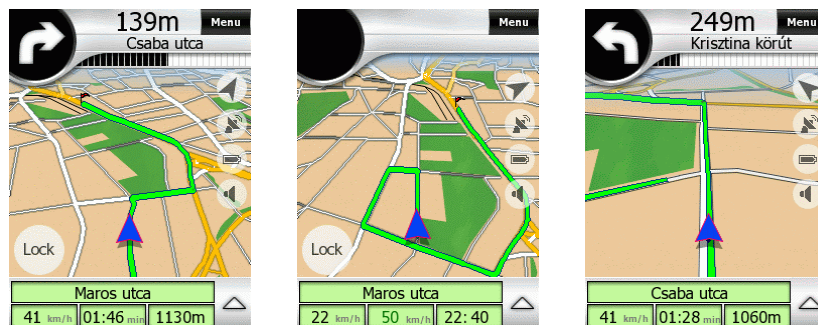 139m
Menu
Csaba utca
Lock
Maros utca
41 km/h
01:46 min
1130m
Menu
Lock
Maros utca
22 km/h
50 km/h
22:40
249m
Menu
Krisztina körút
Csaba utca
41 km/h
01:28 min
1060m